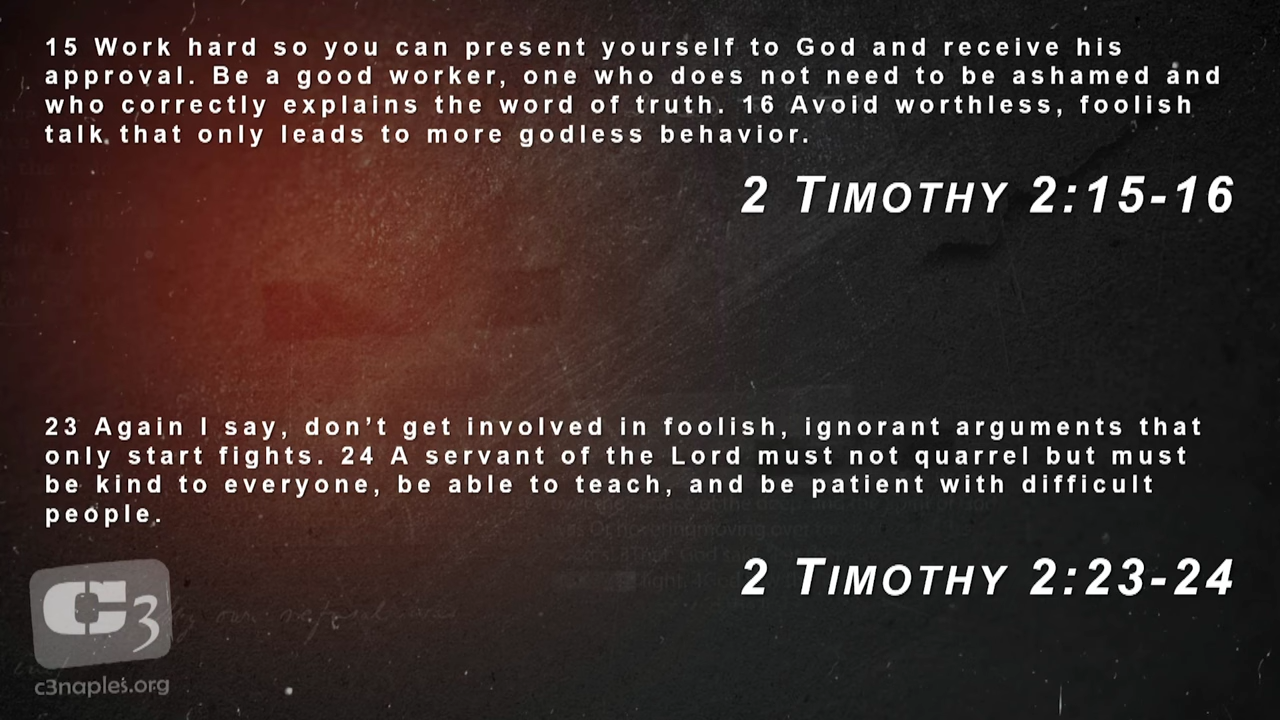 15 Work hard so you can present yourself to God and receive his
approval. Be a good worker, one who does not need to be ashamed and
who correctly explains the word of truth. 16 Avoid worthless, foolish
talk that only leads to more godless behavior.
2 TIMOTHY 2:15-16
23 Again I say, don’t get involved in foolish, ignorant arguments that
only start fights. 24 A servant of the Lord must not quarrel but must
be kind to everyone, be able to teach, and be patient with difficult
people.
2 TIMOTHY 2:23-24
C3
c3naples.org